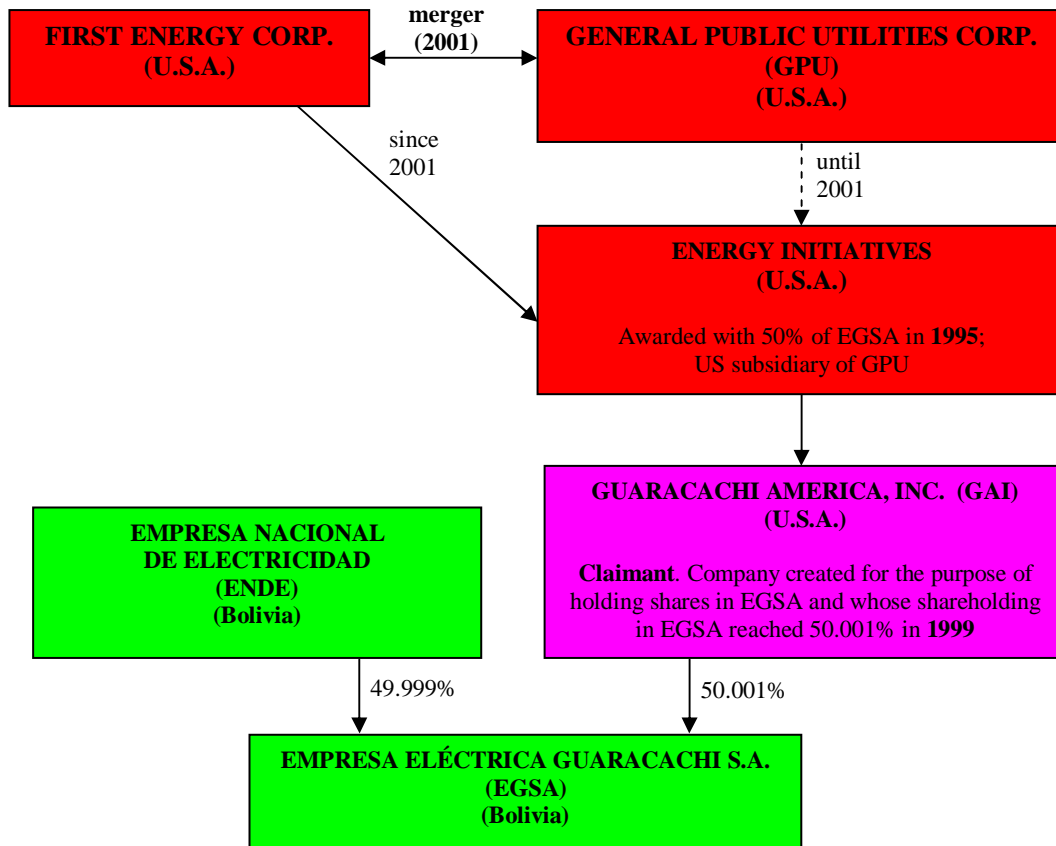 FIRST ENERGY CORP.
(U.S.A.)
merger
(2001)
GENERAL PUBLIC UTILITIES CORP.
(GPU)
(U.S.A.)
since
2001
until
2001
ENERGY INITIATIVES
(U.S.A.)
Awarded with 50% of EGSA in 1995;
US subsidiary of GPU
GUARACACHI AMERICA, INC. (GAI)
(U.S.A.)
Claimant. Company created for the purpose of
holding shares in EGSA and whose shareholding
in EGSA reached 50.001% in 1999
EMPRESA NACIONAL
DE ELECTRICIDAD
(ENDE)
(Bolivia)
49.999%
50.001%
EMPRESA ELÉCTRICA GUARACACHI S.A.
(EGSA)
(Bolivia)